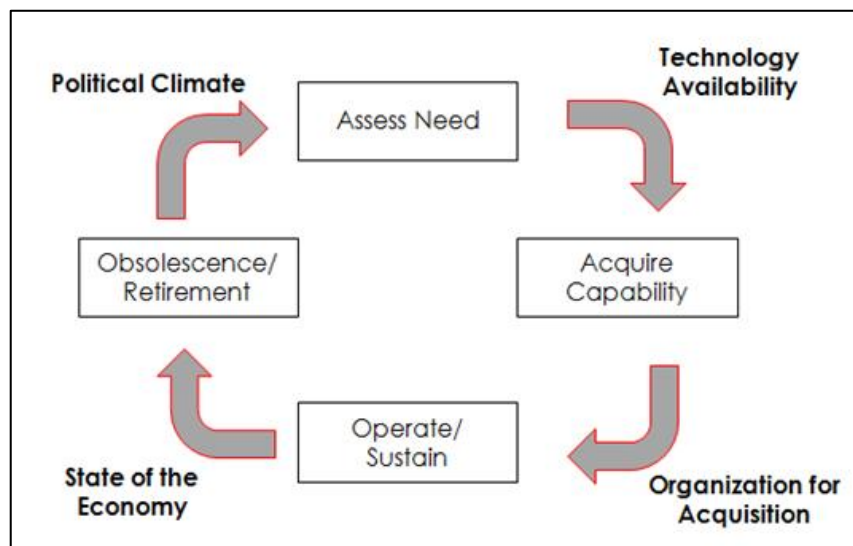 Political Climate
Technology
Availability
Assess Need
Obsolescence/
Retirement
Acquire
Capability
Operate/
Sustain
State of the
Economy
Organization for
Acquisition